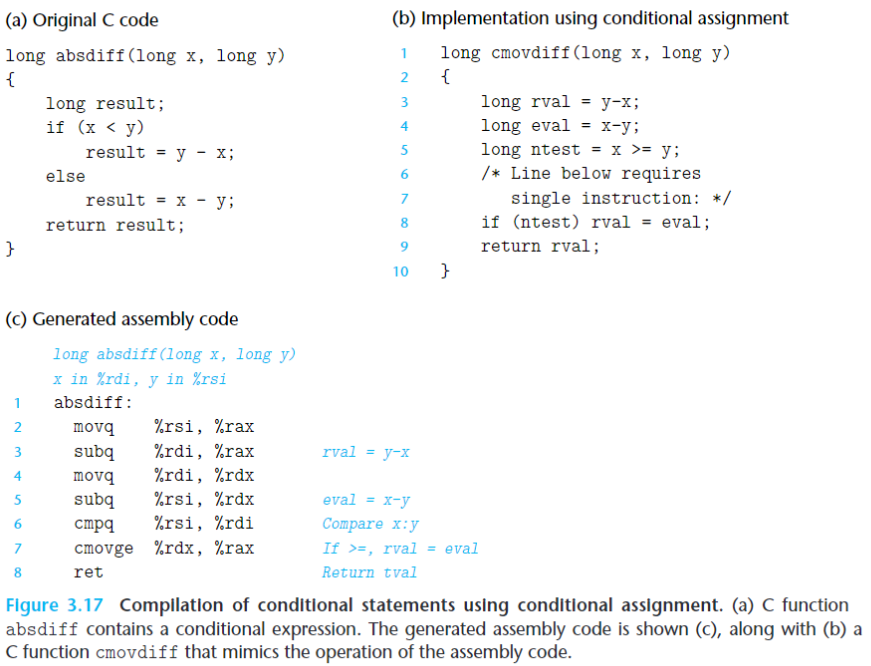 (a) Original C code
long absdiff(long x, long y)
{
    long result;
    if (x < y)
        result = y - x;
    else
        result = x - y;
    return result;
}
(b) Implementation using conditional assignment
1    long cmovdiff(long x, long y)
2    {
3        long rval = y-x;
4        long eval = x-y;
5        long ntest = x >= y;
6        /* Line below requires
7           single instruction: */
8        if (ntest) rval = eval;
9        return rval;
10   }
(c) Generated assembly code
long absdiff(long x, long y)
x in %rdi, y in %rsi
1    absdiff:
2      movq    %rsi, %rax
3      subq    %rdi, %rax    rval = y-x
4      movq    %rdi, %rdx
5      subq    %rsi, %rdx    eval = x-y
6      cmpq    %rsi, %rdi    Compare x:y
7      cmovge  %rdx, %rax    If >=, rval = eval
8      ret                   Return tval
Figure 3.17 Compilation of conditional statements using conditional assignment. (a) C function
absdiff contains a conditional expression. The generated assembly code is shown (c), along with (b) a
C function cmovdiff that mimics the operation of the assembly code.